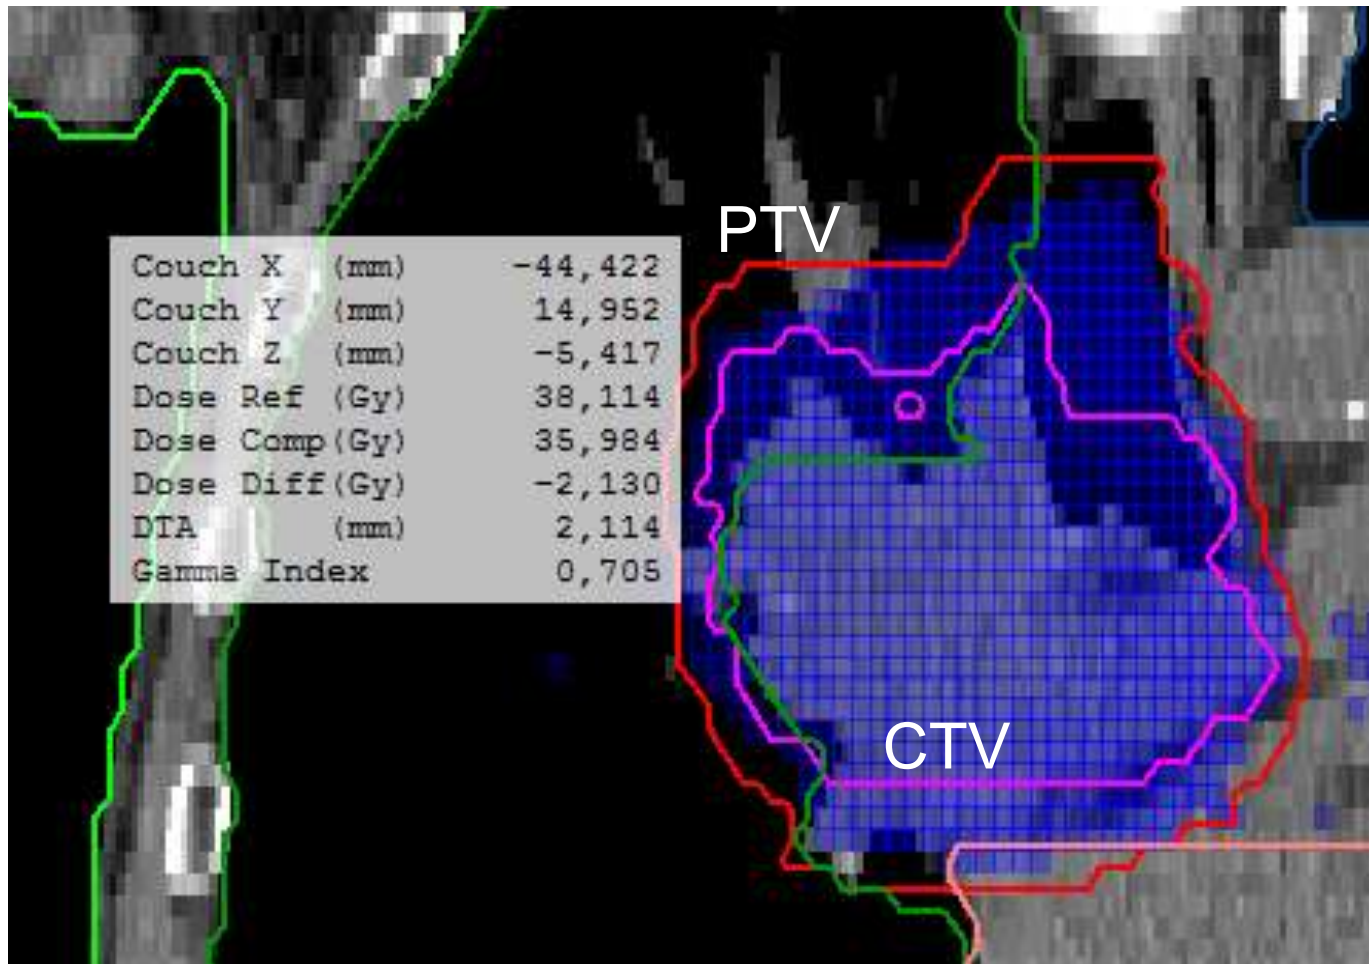 PTV
Couch X (mm) -44,422
Couch Y (mm) 14,952
Couch Z (mm) -5,417
Dose Ref (Gy) 38,114
Dose Comp(Gy) 35,984
Dose Diff(Gy) -2,130
DTA (mm) 2,114
Gamma Index 0,705
CTV